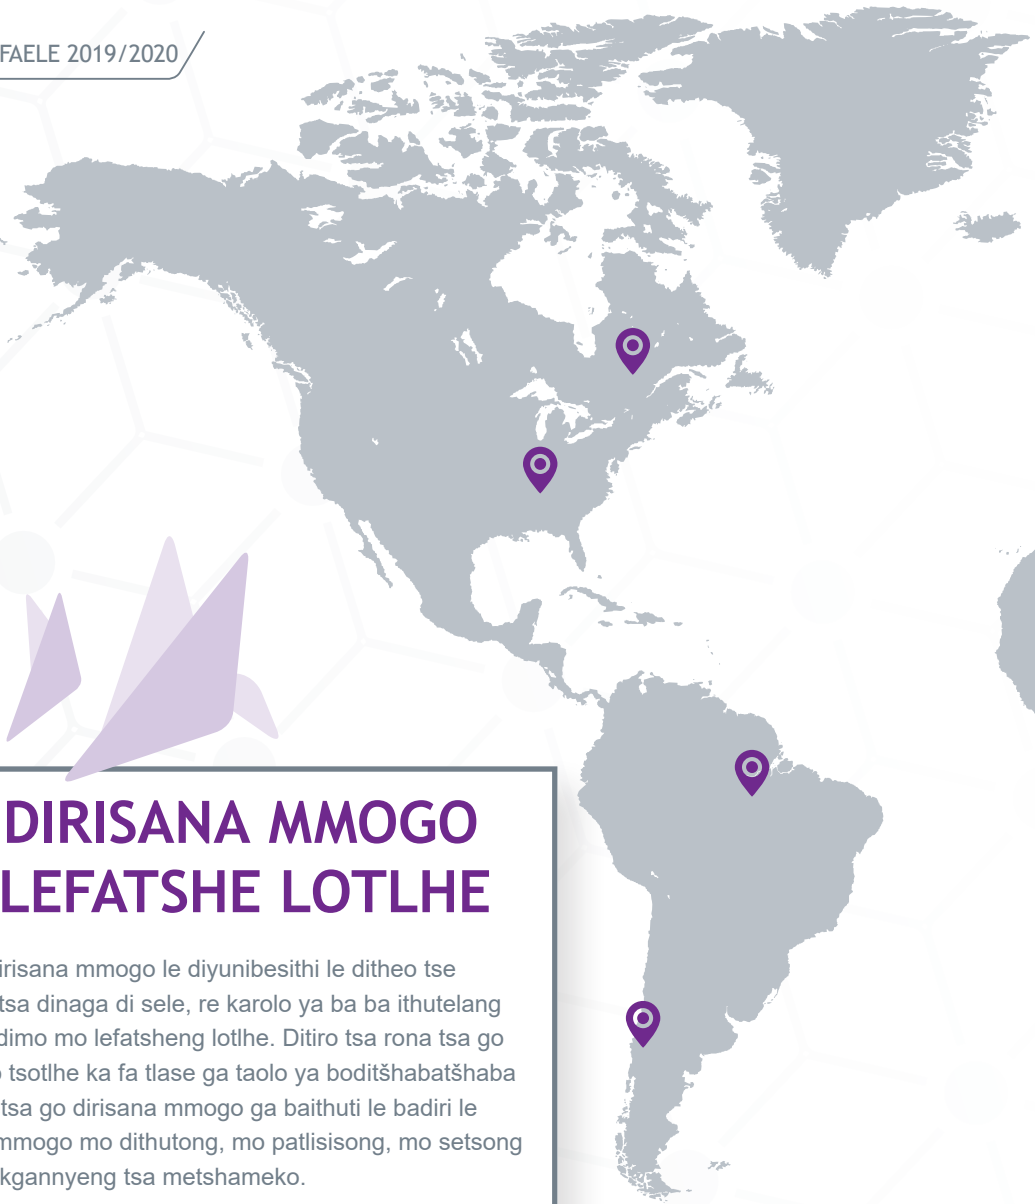 FAELE 2019/2020
DIRISANA MMOGO
LEFATSHE LOTLHE
irisana mmogo le diyunibesithi le ditheo tse
tsa dinaga di sele, re karolo ya ba ba ithutelang
dimo mo lefatsheng lotlhe. Ditiro tsa rona tsa go
o tsotlhe ka fa tlase ga taolo ya boditšhabatšhaba
tsa go dirisana mmogo ga baithuti le badiri le
mmogo mo dithutong, mo patlisisong, mo setsong
kgannyeng tsa metshameko.